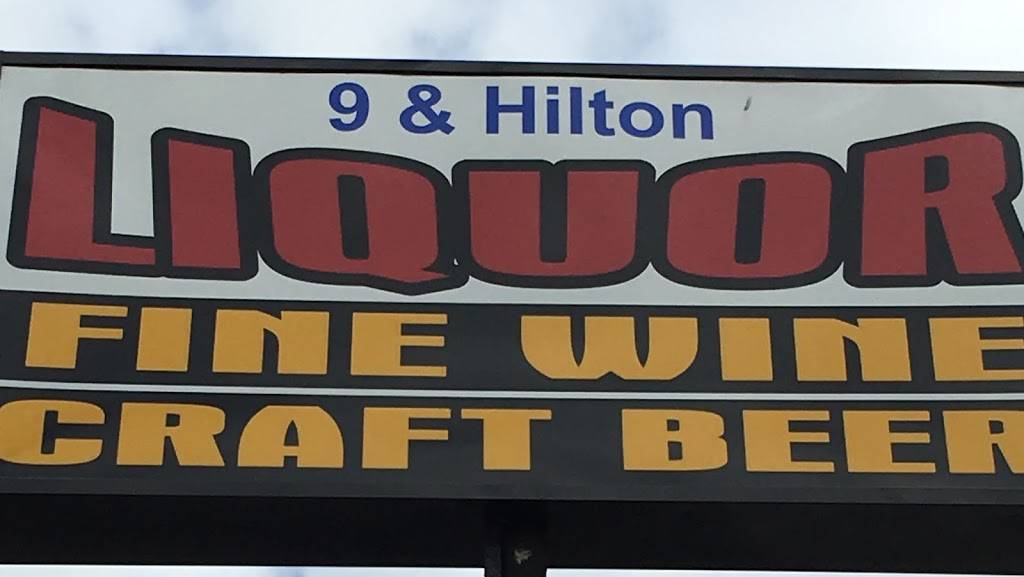 9 & Hilton
LIQUOR
FINE WINE
CRAFT BEER